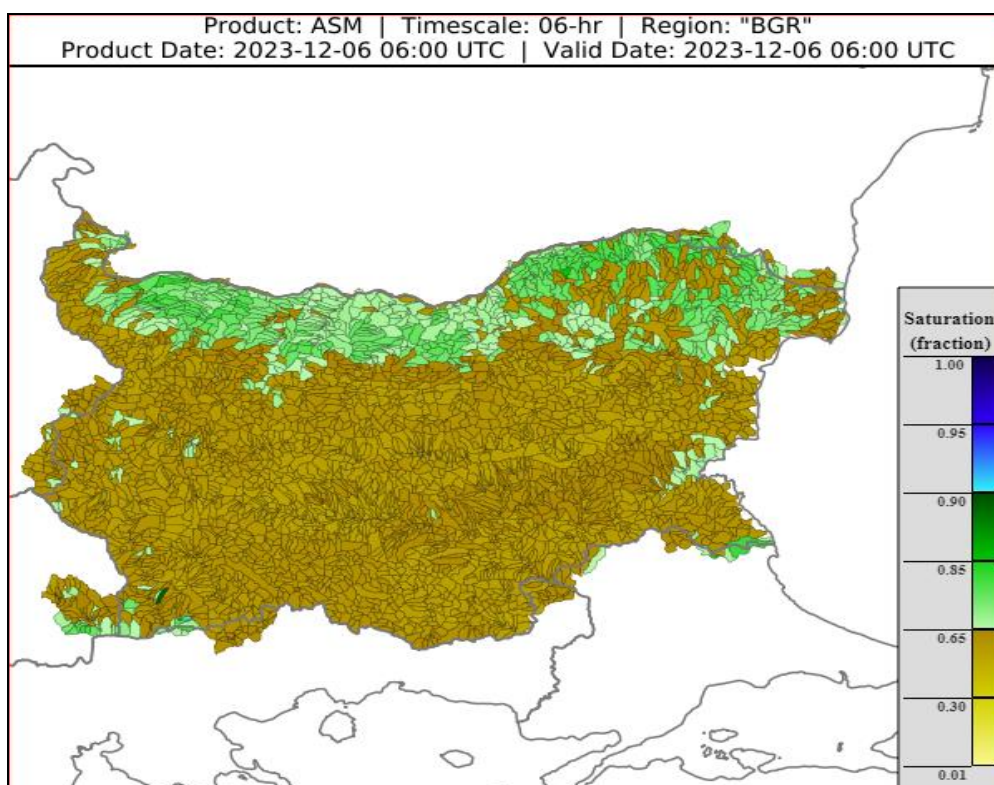 Product: ASM | Timescale: 06-hr | Region: "BGR"
Product Date: 2023-12-06 06:00 UTC | Valid Date: 2023-12-06 06:00 UTC
Saturation
(fraction)
1.00
0.95
0.90
0.85
0.65
0.30
0.01